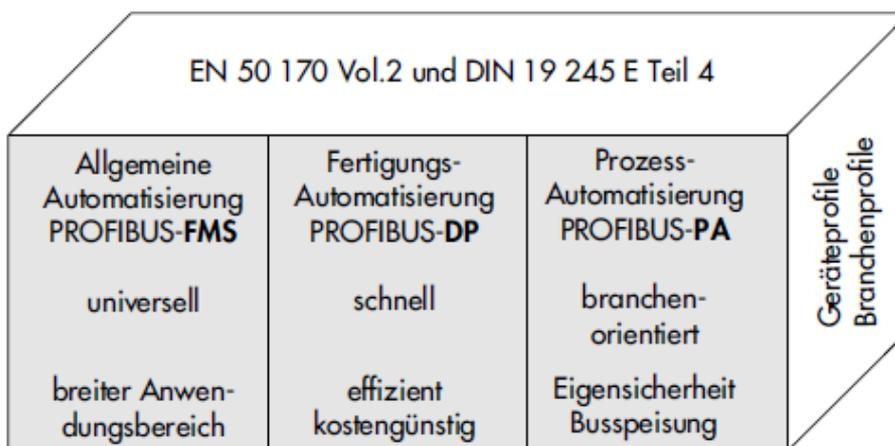 EN 50 170 Vol.2 und DIN 19 245 E Teil 4
Allgemeine
Automatisierung
PROFIBUS-FMS
universell
breiter Anwen-
dungsbereich
Fertigungs-
Automatisierung
PROFIBUS-DP
schnell
effizient
kostengünstig
Prozess-
Automatisierung
PROFIBUS-PA
branchen-
orientiert
Eigensicherheit
Busspeisung
Geräteprofile
Branchenprofile